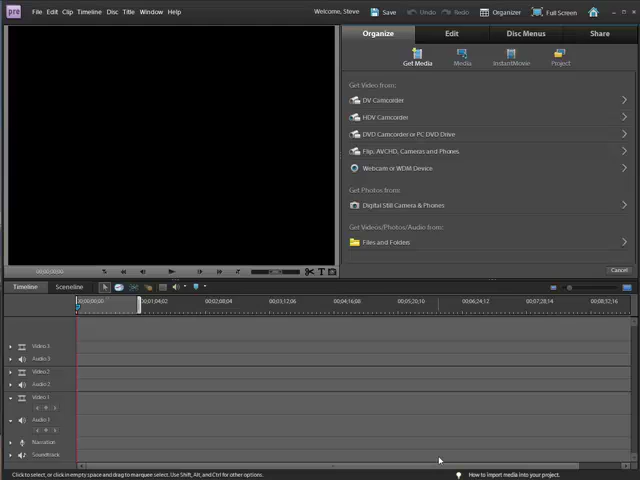 pre File Edit Clip Timeline Disc Title Window Help Welcome, Steve Save Undo Redo Organizer Full Screen
Organize Edit Disc Menus Share
Get Media Media InstantMovie Project
Get Video from:
DV Camcorder
HDV Camcorder
DVD Camcorder or PC DVD Drive
Flip, AVCHD, Cameras and Phones
Webcam or WDM Device
Get Photos from:
Digital Still Camera & Phones
Get Videos/Photos/Audio from:
Files and Folders
00;00;00;00 Cancel
Timeline Sceneline
00;00;00;00 00;01;04;02 00;02;08;04 00;03;12;06 00;04;16;08 00;05;20;10 00;06;24;12 00;07;28;14 00;08;32;16
Video 3
Audio 3
Video 2
Audio 2
Video 1
Audio 1
Narration
Soundtrack
Click to select, or click in empty space and drag to marquee select. Use Shift, Alt, and Ctrl for other options. How to import media into your project.